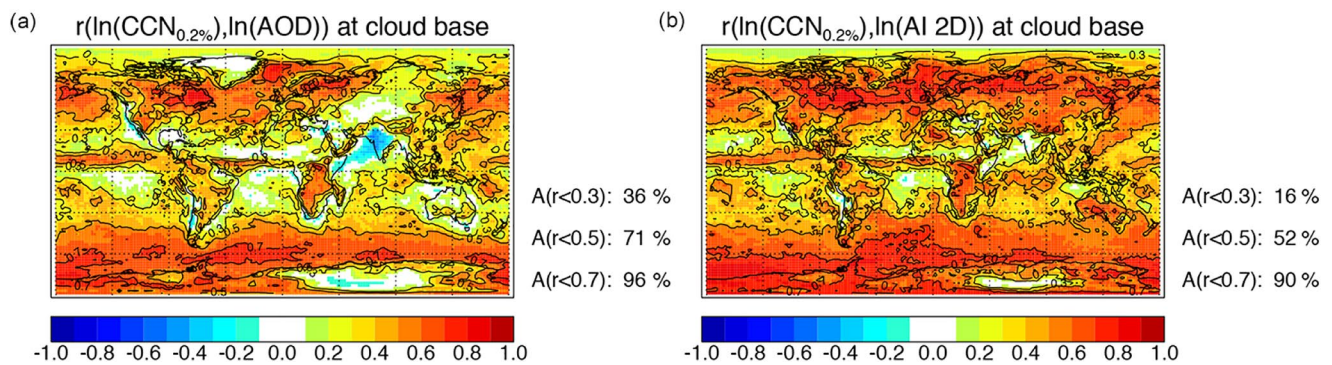 (a)
r(ln(CCN0.2%),ln(AOD)) at cloud base
A(r<0.3): 36 %
A(r<0.5): 71 %
A(r<0.7): 96 %
-1.0 -0.8 -0.6 -0.4 -0.2 0.0 0.2 0.4 0.6 0.8 1.0
(b)
r(ln(CCN0.2%),ln(AI 2D)) at cloud base
A(r<0.3): 16 %
A(r<0.5): 52 %
A(r<0.7): 90 %
-1.0 -0.8 -0.6 -0.4 -0.2 0.0 0.2 0.4 0.6 0.8 1.0